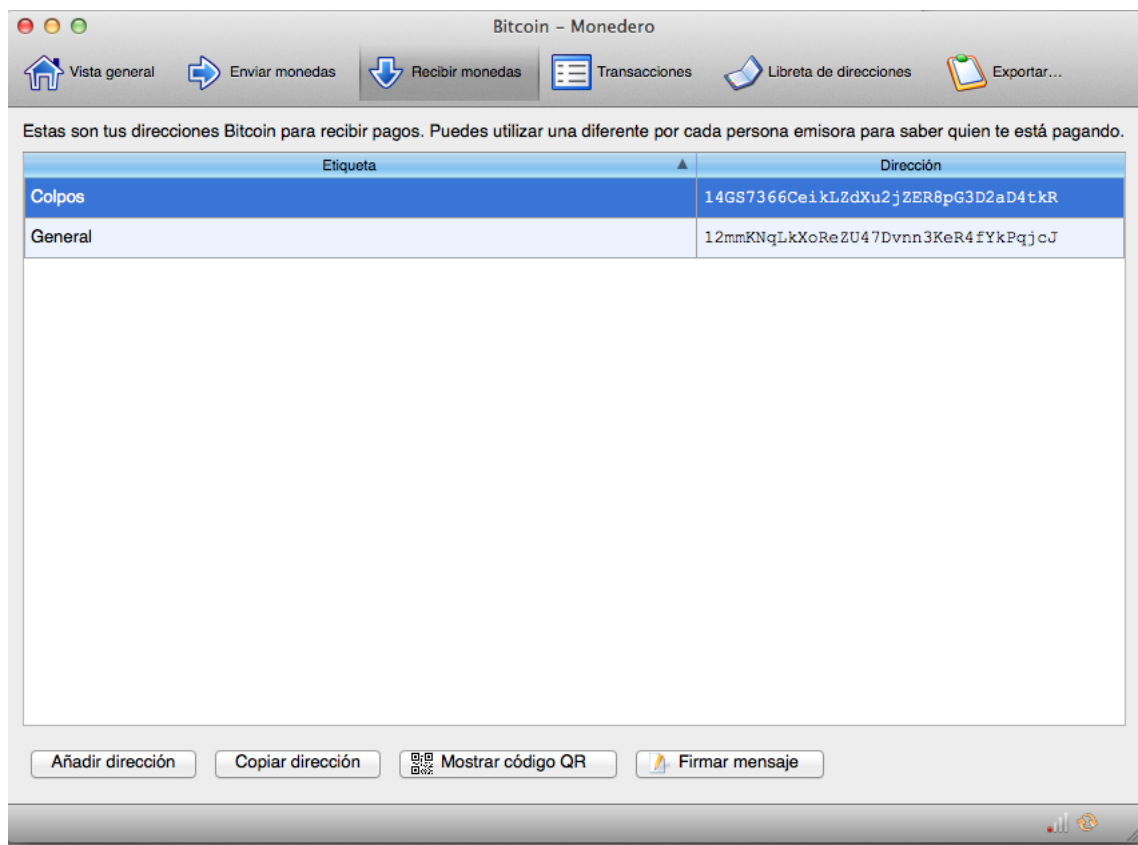 Bitcoin – Monedero
Vista general Enviar monedas Recibir monedas Transacciones Libreta de direcciones Exportar...
Estas son tus direcciones Bitcoin para recibir pagos. Puedes utilizar una diferente por cada persona emisora para saber quien te está pagando.
Etiqueta Dirección
Colpos 14GS7366CeikLZdXu2jZER8pG3D2aD4tkR
General 12mmKNqLkXoReZU47Dvnn3KeR4fYkPqjcJ
Añadir dirección Copiar dirección Mostrar código QR Firmar mensaje